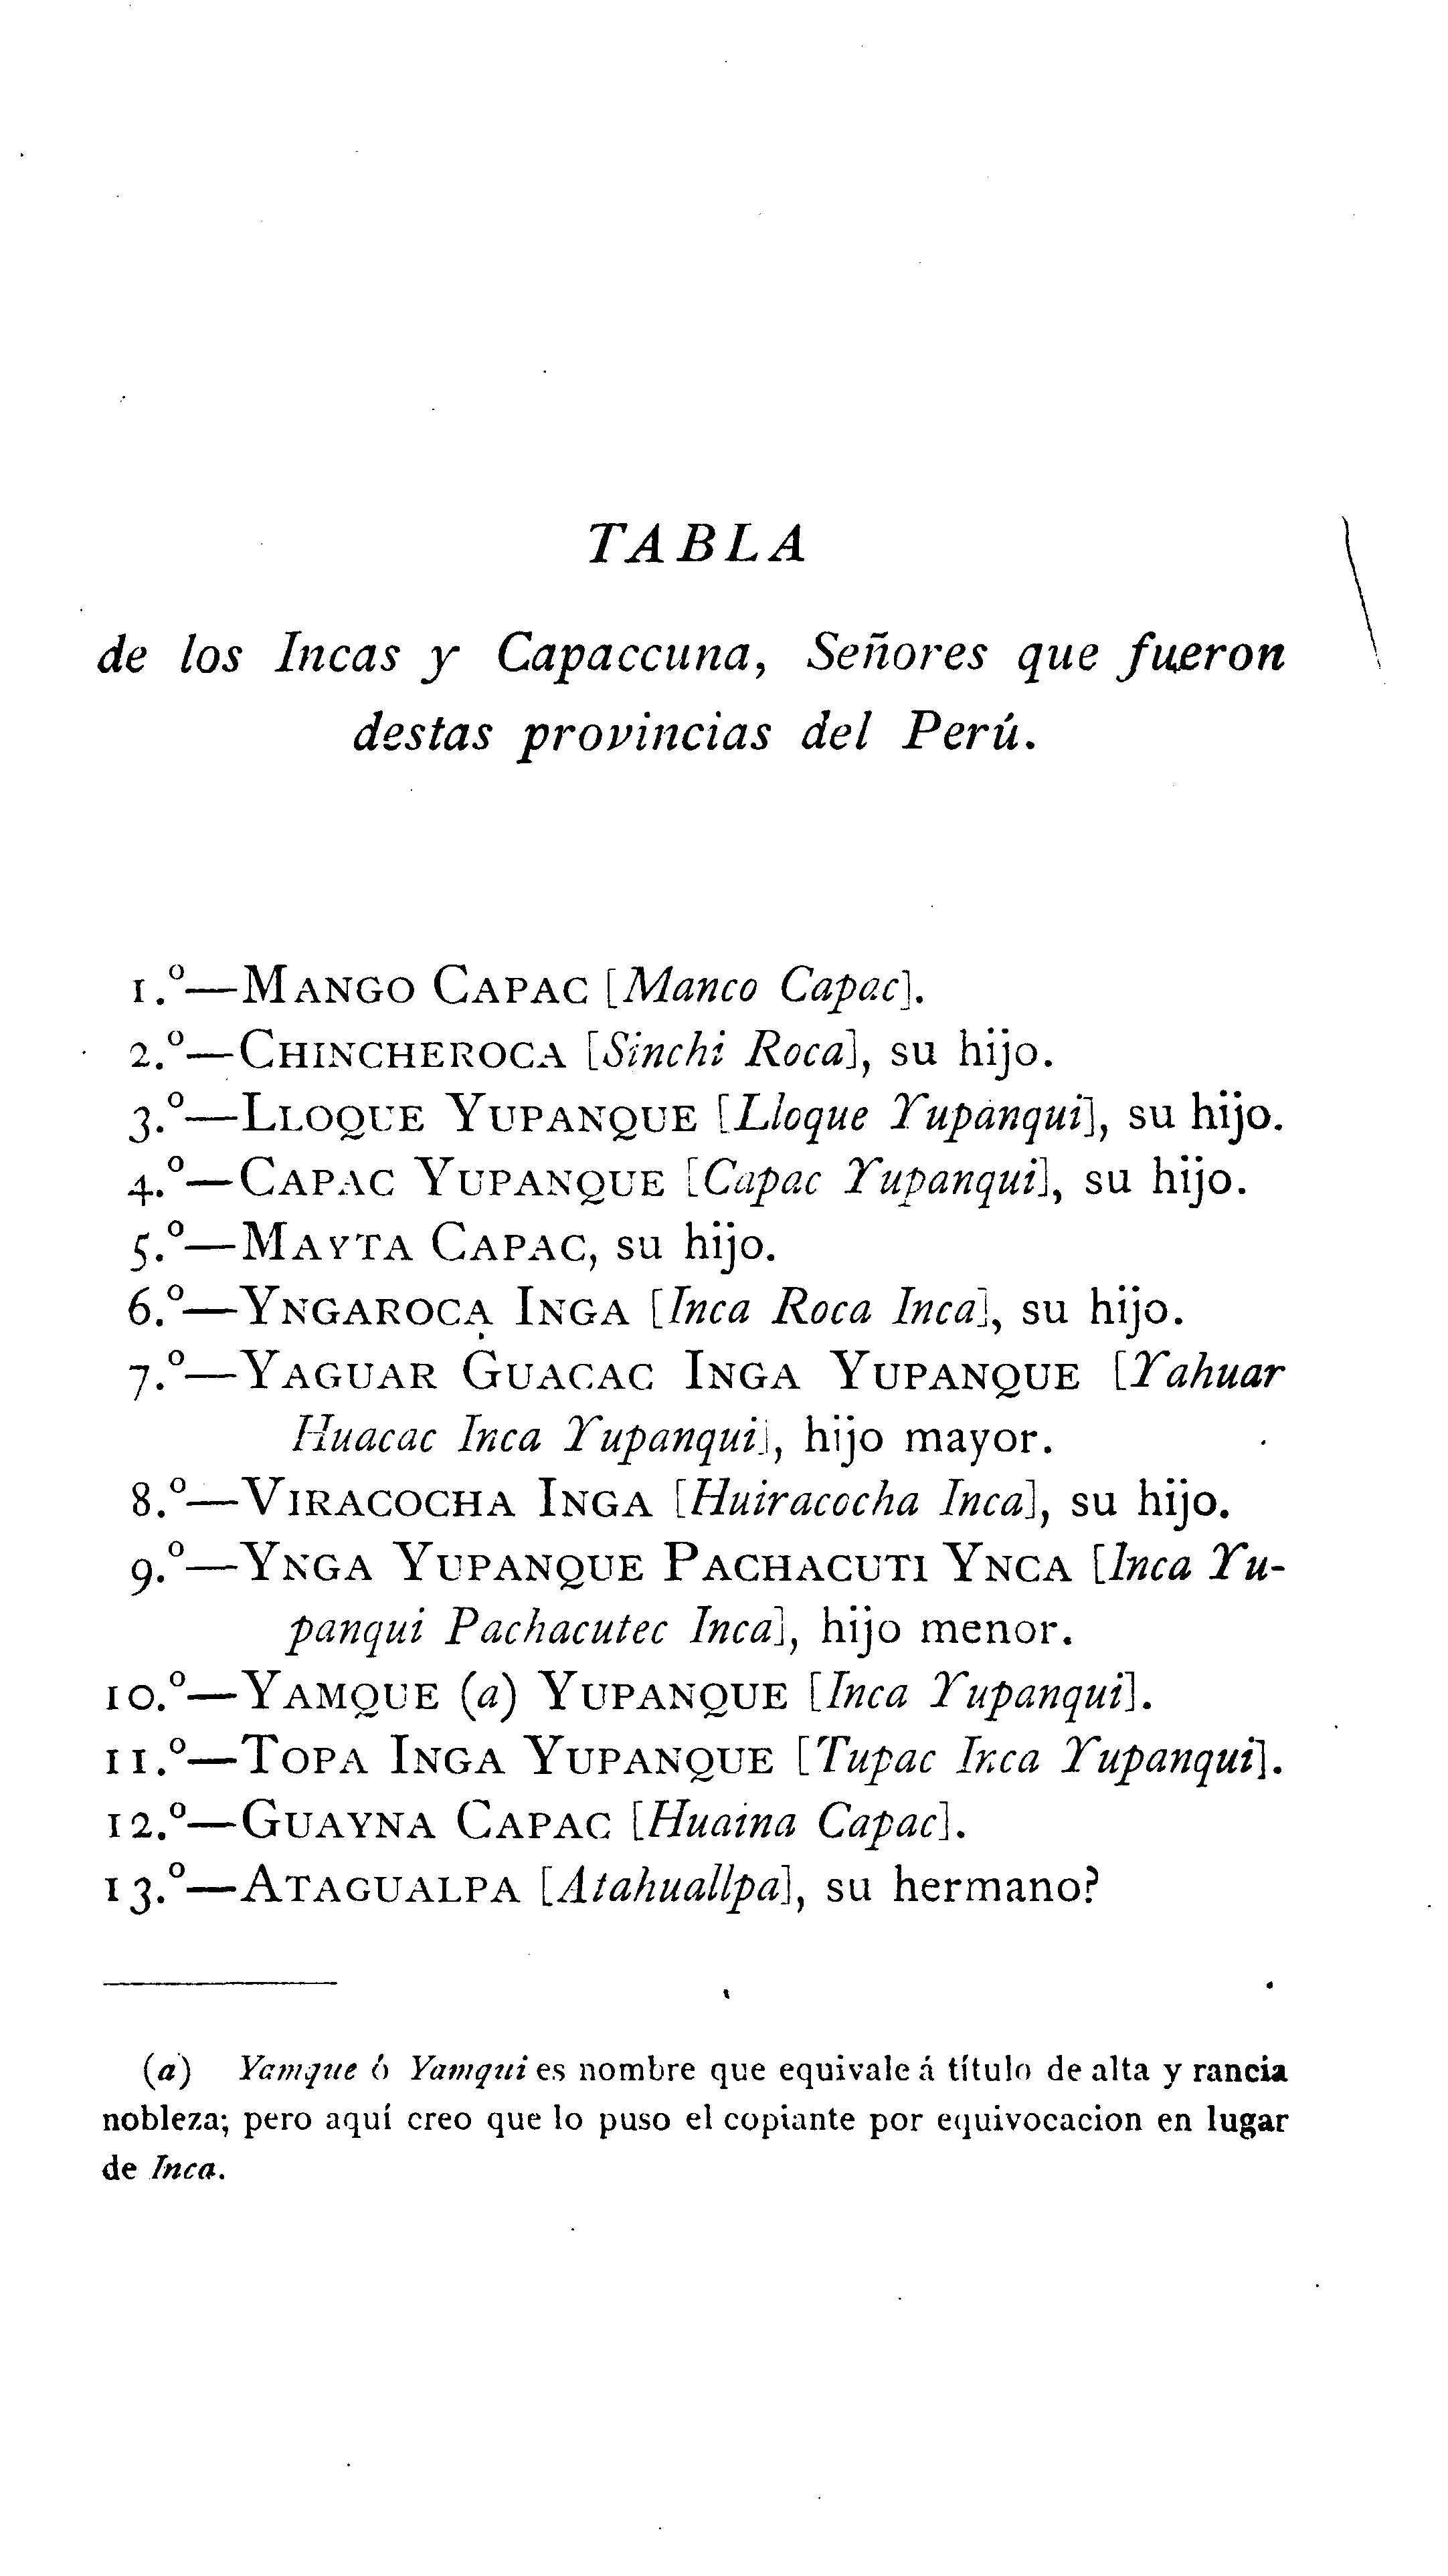 TABLA
de los Incas y Capaccuna, Señores que fueron
destas provincias del Perú.
1.º—MANGO CAPAC [Manco Capac].
2.º—CHINCHEROCA [Sinchi Roca], su hijo.
3.º—LLOQUE YUPANQUE [Lloque Yupanqui], su hijo.
4.º—CAPAC YUPANQUE [Capac Yupanqui], su hijo.
5.º—MAYTA CAPAC, su hijo.
6.º—YNGAROCA INGA [Inca Roca Inca], su hijo.
7.º—YAGUAR GUACAC INGA YUPANQUE [Yahuar
Huacac Inca Yupanqui], hijo mayor.
8.º—VIRACOCHA INGA [Huiracocha Inca], su hijo.
9.º—YNGA YUPANQUE PACHACUTI YNCA [Inca Yu-
panqui Pachacutec Inca], hijo menor.
10.º—YAMQUE (a) YUPANQUE [Inca Yupanqui].
11.º—TOPA INGA YUPANQUE [Tupac Inca Yupanqui].
12.º—GUAYNA CAPAC [Huaina Capac].
13.º—ATAGUALPA [Atahuallpa], su hermano?
(a) Yamque ó Yamqui es nombre que equivale á título de alta y rancia
nobleza; pero aquí creo que lo puso el copiante por equivocacion en lugar
de Inca.